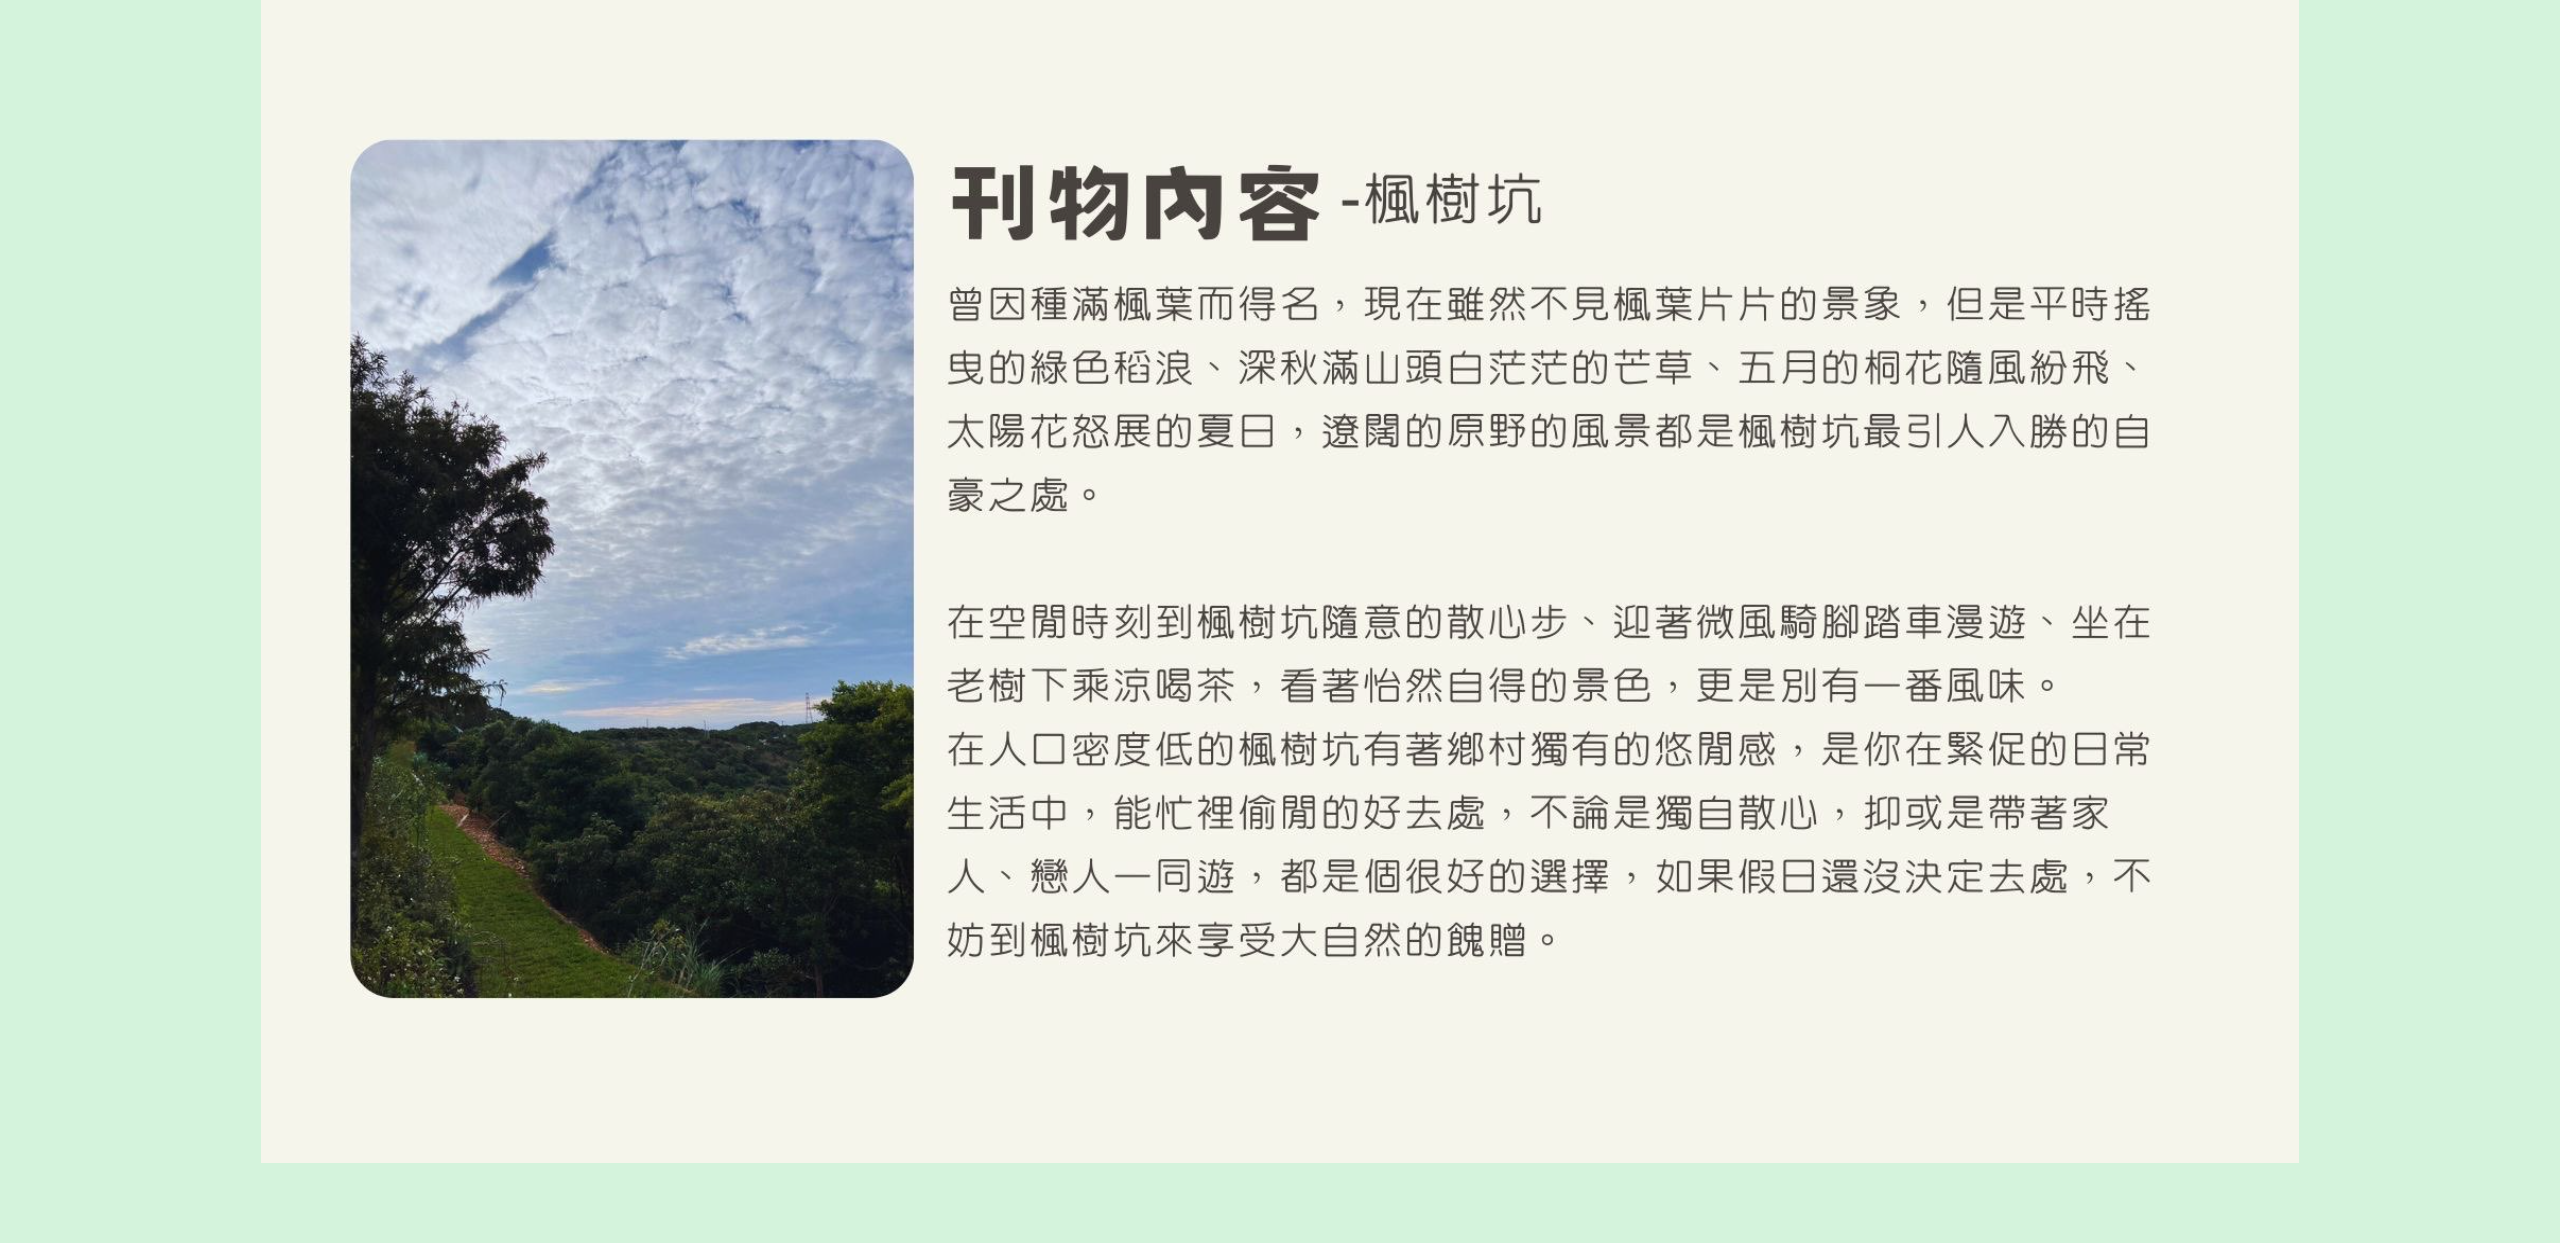 刊物內容 -楓樹坑
曾因種滿楓葉而得名，現在雖然不見楓葉片片的景象，但是平時搖
曳的綠色稻浪、深秋滿山頭白茫茫的芒草、五月的桐花隨風紛飛、
太陽花怒展的夏日，遼闊的原野的風景都是楓樹坑最引人入勝的自
豪之處。
在空閒時刻到楓樹坑隨意的散心步、迎著微風騎腳踏車漫遊、坐在
老樹下乘涼喝茶，看著怡然自得的景色，更是別有一番風味。
在人口密度低的楓樹坑有著鄉村獨有的悠閒感，是你在緊促的日常
生活中，能忙裡偷閒的好去處，不論是獨自散心，抑或是帶著家
人、戀人一同遊，都是個很好的選擇，如果假日還沒決定去處，不
妨到楓樹坑來享受大自然的餽贈。